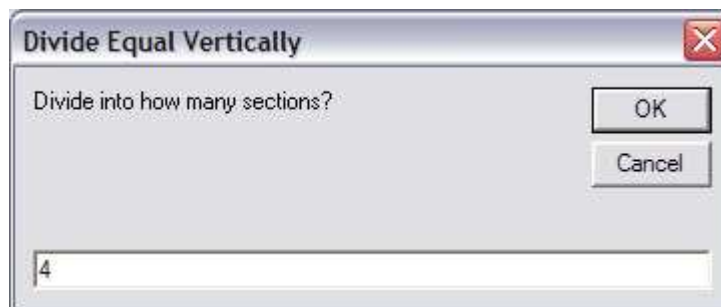 Divide Equal Vertically
Divide into how many sections?
OK
Cancel
4